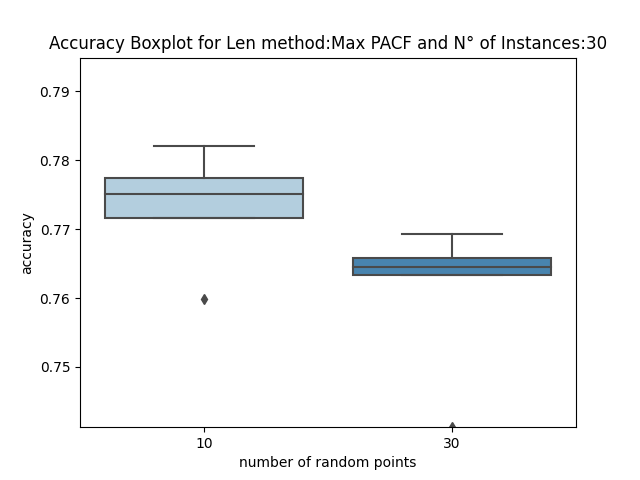 Accuracy Boxplot for Len method:Max PACF and N° of Instances:30
0.79
0.78
0.77
0.76
0.75
accuracy
10
30
number of random points